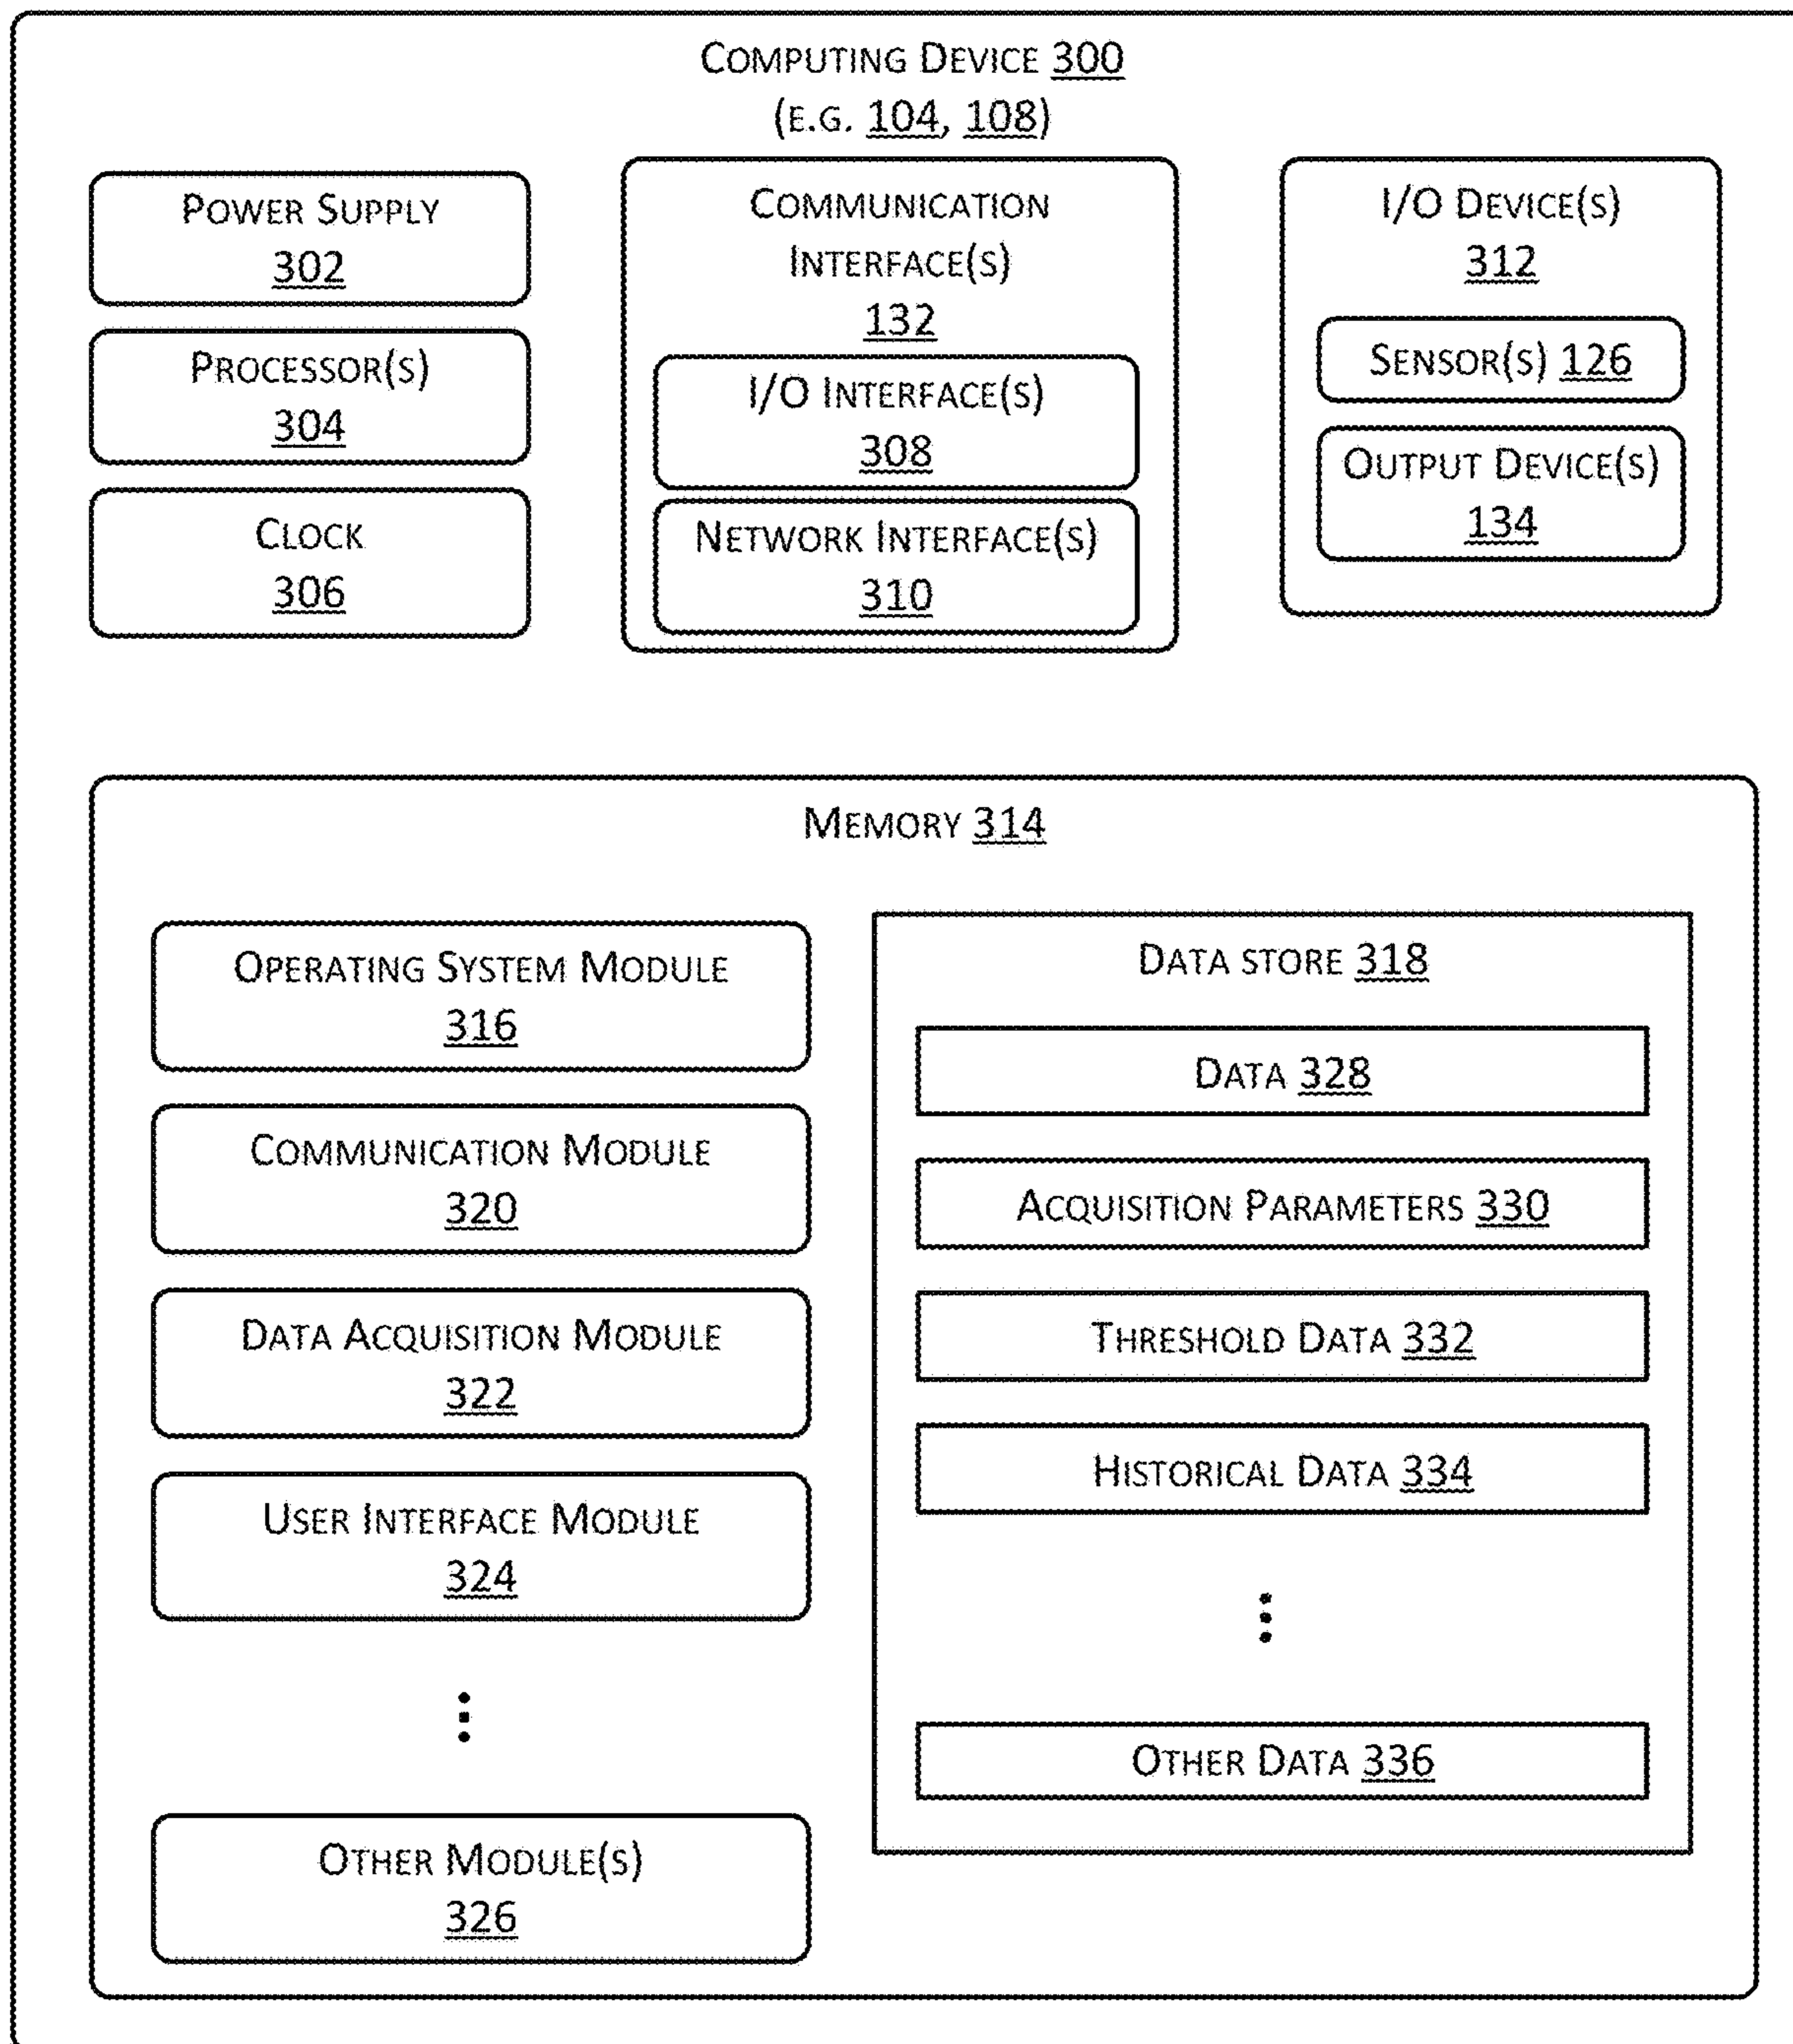 COMPUTING DEVICE 300
(E.G. 104, 108)
POWER SUPPLY
302
PROCESSOR(S)
304
CLOCK
306
COMMUNICATION
INTERFACE(S)
132
I/O INTERFACE(S)
308
NETWORK INTERFACE(S)
310
I/O DEVICE(S)
312
SENSOR(S) 126
OUTPUT DEVICE(S)
134
MEMORY 314
OPERATING SYSTEM MODULE
316
COMMUNICATION MODULE
320
DATA ACQUISITION MODULE
322
USER INTERFACE MODULE
324
OTHER MODULE(S)
326
DATA STORE 318
DATA 328
ACQUISITION PARAMETERS 330
THRESHOLD DATA 332
HISTORICAL DATA 334
OTHER DATA 336